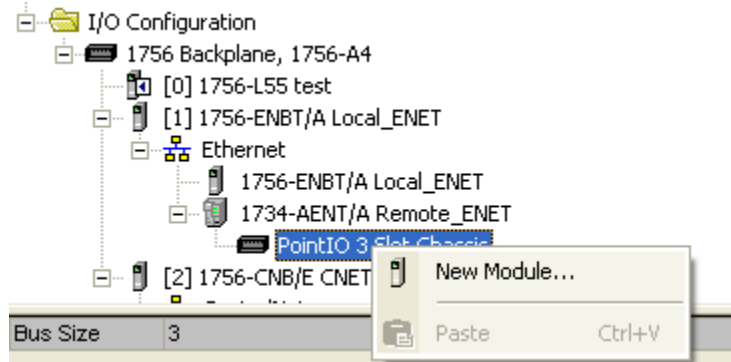 I/O Configuration
1756 Backplane, 1756-A4
[0] 1756-L55 test
[1] 1756-ENBT/A Local_ENET
Ethernet
1756-ENBT/A Local_ENET
1734-AENT/A Remote_ENET
PointIO 3 Slot Chassis
[2] 1756-CNB/E CNET
New Module...
Bus Size 3
Paste Ctrl+V